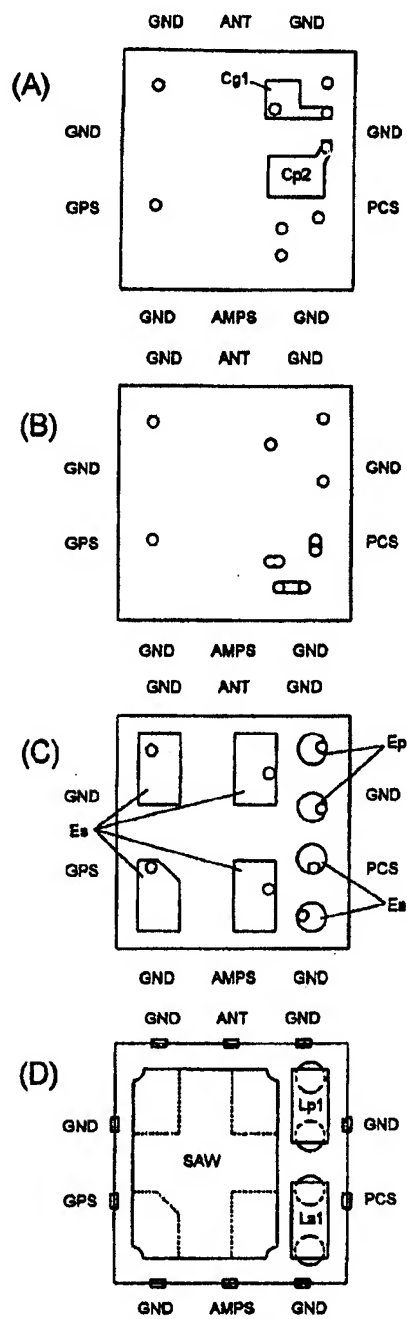 GND ANT GND
(A)
Cg1
GND GND
Cp2
GPS PCS
GND AMPS GND
GND ANT GND
(B)
GND GND
GPS PCS
GND AMPS GND
GND ANT GND
(C)
Ep
GND GND
Es
GPS PCS
Es
GND AMPS GND
GND ANT GND
(D)
Lp1
GND GND
SAW
GPS PCS
Ls1
GND AMPS GND